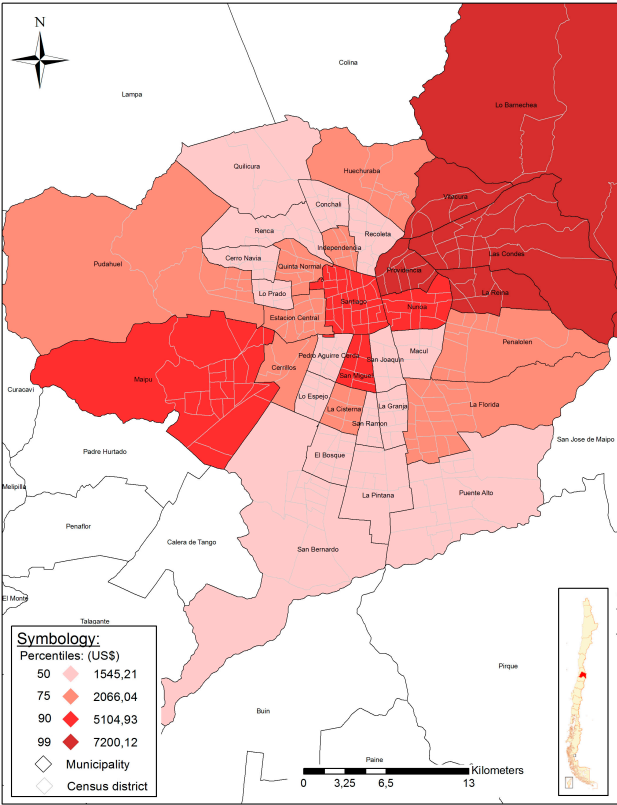 N
Colina
Lampa
Lo Barnechea
Quilicura
Huechuraba
Vitacura
Conchali
Renca
Recoleta
Independencia
Las Condes
Cerro Navia
Pudahuel
Quinta Normal
Providencia
Lo Prado
La Reina
Santiago
Nunoa
Estacion Central
Penalolen
Pedro Aguirre Cerda
San Joaquin
Macul
Cerrillos
Maipu
San Miguel
Curacavi
Lo Espejo
La Cisterna
La Granja
La Florida
San Ramon
San Jose de Maipo
Padre Hurtado
El Bosque
Melipilla
La Pintana
Puente Alto
Penaflor
Calera de Tango
San Bernardo
El Monte
Talagante
Symbology:
Percentiles: (US$)
50 1545,21
75 2066,04
90 5104,93
99 7200,12
Municipality
Census district
Pirque
Buin
Paine
Kilometers
0 3,25 6,5 13